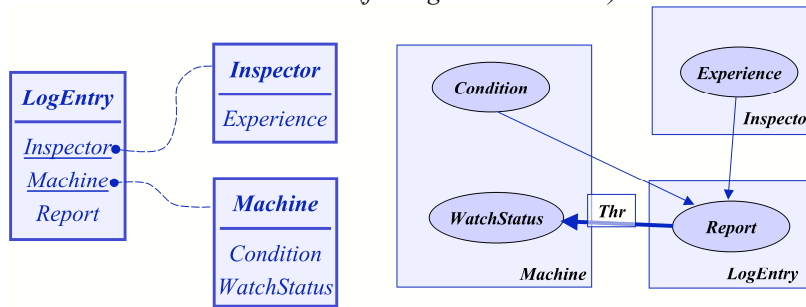 LogEntry
Inspector
Machine
Report
Inspector
Experience
Machine
Condition
WatchStatus
Condition
WatchStatus
Machine
Thr
Experience
Inspecto
Report
LogEntry